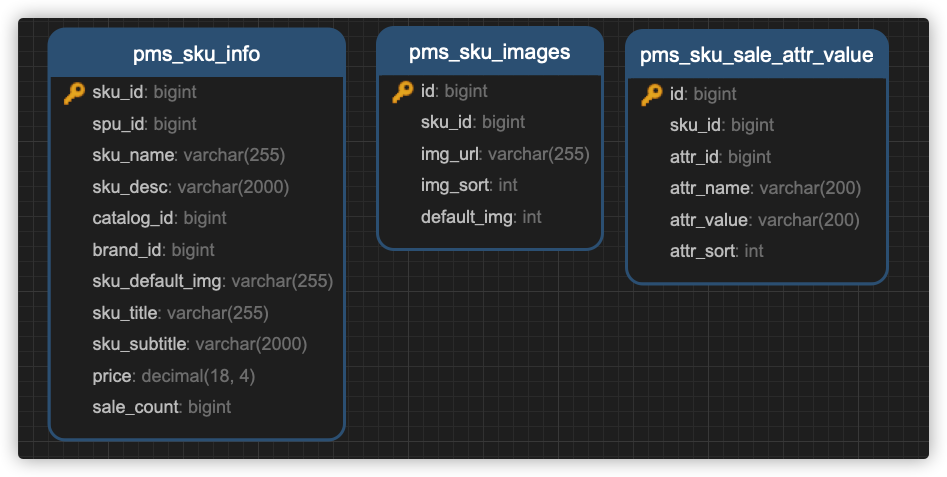 pms_sku_info
sku_id: bigint
spu_id: bigint
sku_name: varchar(255)
sku_desc: varchar(2000)
catalog_id: bigint
brand_id: bigint
sku_default_img: varchar(255)
sku_title: varchar(255)
sku_subtitle: varchar(2000)
price: decimal(18, 4)
sale_count: bigint
pms_sku_images
id: bigint
sku_id: bigint
img_url: varchar(255)
img_sort: int
default_img: int
pms_sku_sale_attr_value
id: bigint
sku_id: bigint
attr_id: bigint
attr_name: varchar(200)
attr_value: varchar(200)
attr_sort: int